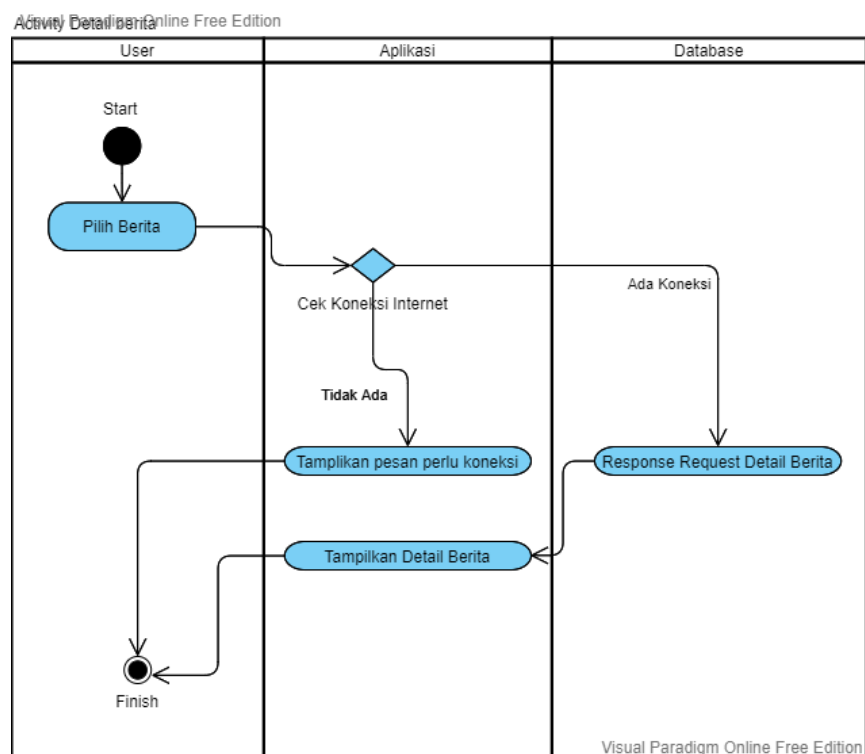 Visual Paradigm Online Free Edition
Activity Detail berita
User
Aplikasi
Database
Start
Pilih Berita
Cek Koneksi Internet
Ada Koneksi
Tidak Ada
Tamplikan pesan perlu koneksi
Response Request Detail Berita
Tampilkan Detail Berita
Finish
Visual Paradigm Online Free Edition